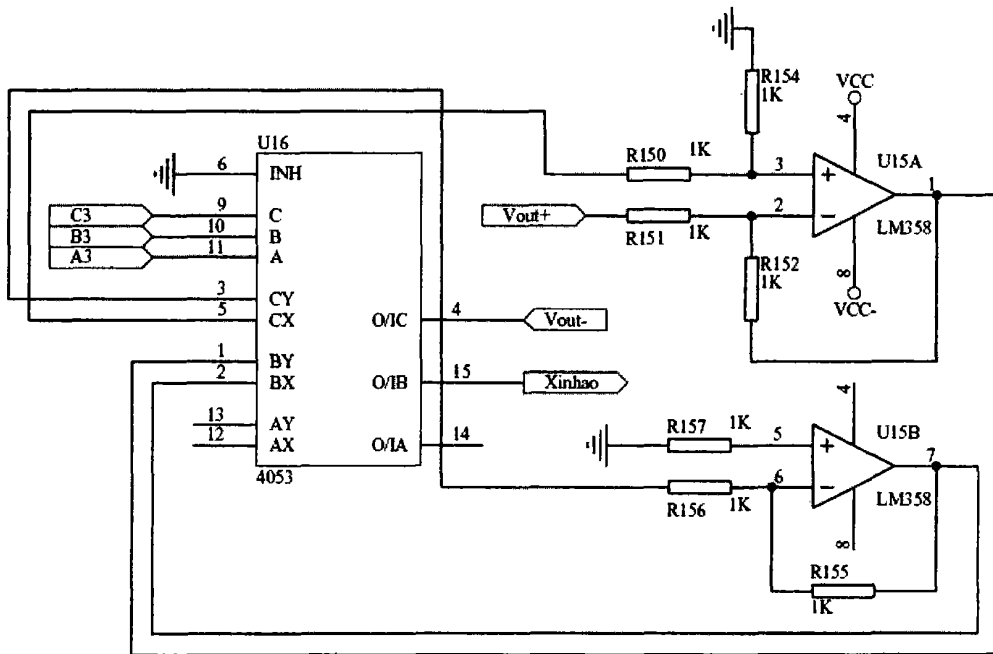 R154
1K
VCC
4
U16
6
INH
R150
1K
3
+
U15A
1
C3
9
C
B3
10
B
A3
11
A
Vout+
R151
1K
2
−
LM358
R152
1K
8
VCC-
3
CY
5
CX
O/IC
4
Vout-
1
BY
2
BX
O/IB
15
Xinhao
13
AY
12
AX
O/IA
14
4053
4
R157
1K
5
+
U15B
7
6
−
LM358
R156
1K
8
R155
1K